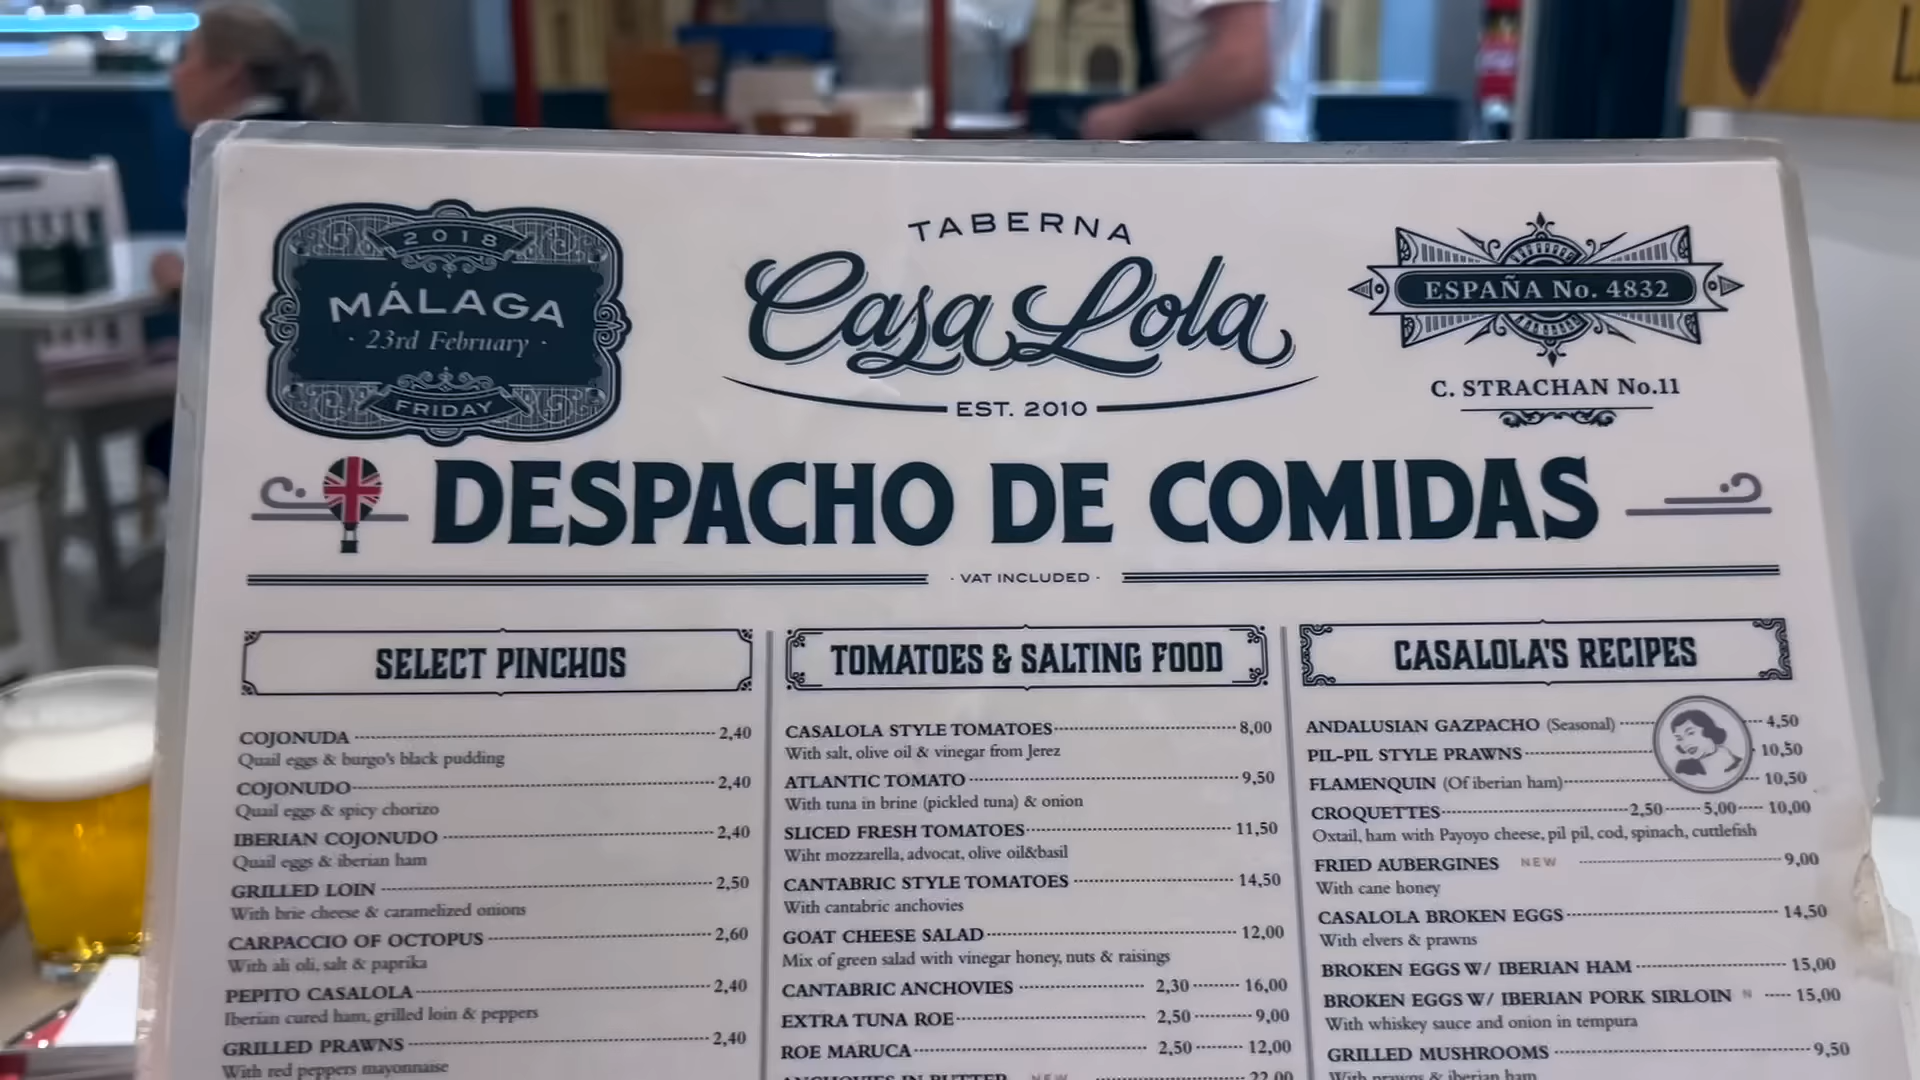 2018
MÁLAGA
· 23rd February ·
FRIDAY
TABERNA
Casa Lola
EST. 2010
ESPAÑA No. 4832
C. STRACHAN No.11
DESPACHO DE COMIDAS
· VAT INCLUDED ·
SELECT PINCHOS
COJONUDA 2,40
Quail eggs & burgo's black pudding
COJONUDO 2,40
Quail eggs & spicy chorizo
IBERIAN COJONUDO 2,40
Quail eggs & iberian ham
GRILLED LOIN 2,50
With brie cheese & caramelized onions
CARPACCIO OF OCTOPUS 2,60
With ali oli, salt & paprika
PEPITO CASALOLA 2,40
Iberian cured ham, grilled loin & peppers
GRILLED PRAWNS 2,40
With red peppers mayonnaise
TOMATOES & SALTING FOOD
CASALOLA STYLE TOMATOES 8,00
With salt, olive oil & vinegar from Jerez
ATLANTIC TOMATO 9,50
With tuna in brine (pickled tuna) & onion
SLICED FRESH TOMATOES 11,50
Wiht mozzarella, advocat, olive oil&basil
CANTABRIC STYLE TOMATOES 14,50
With cantabric anchovies
GOAT CHEESE SALAD 12,00
Mix of green salad with vinegar honey, nuts & raisings
CANTABRIC ANCHOVIES 2,30 16,00
EXTRA TUNA ROE 2,50 9,00
ROE MARUCA 2,50 12,00
ANCHOVIES IN BUTTER NEW 22,00
CASALOLA'S RECIPES
ANDALUSIAN GAZPACHO (Seasonal) 4,50
PIL-PIL STYLE PRAWNS 10,50
FLAMENQUIN (Of iberian ham) 10,50
CROQUETTES 2,50 5,00 10,00
Oxtail, ham with Payoyo cheese, pil pil, cod, spinach, cuttlefish
FRIED AUBERGINES NEW 9,00
With cane honey
CASALOLA BROKEN EGGS 14,50
With elvers & prawns
BROKEN EGGS W/ IBERIAN HAM 15,00
BROKEN EGGS W/ IBERIAN PORK SIRLOIN N 15,00
With whiskey sauce and onion in tempura
GRILLED MUSHROOMS 9,50
With prawns & iberian ham